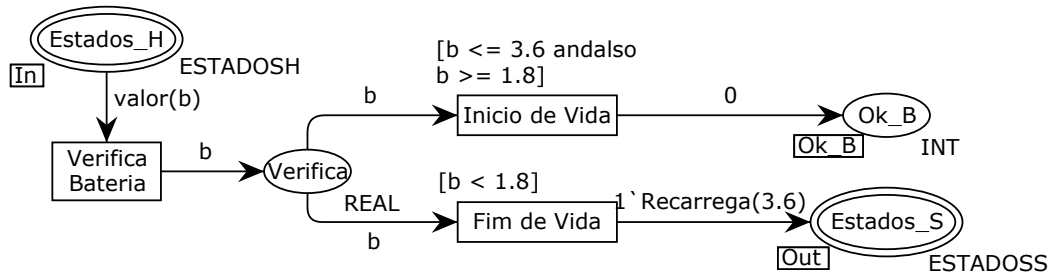 Estados_H
In
ESTADOSH
valor(b)
Verifica
Bateria
b
Verifica
REAL
b
[b <= 3.6 andalso
b >= 1.8]
Inicio de Vida
0
Ok_B
Ok_B
INT
b
[b < 1.8]
Fim de Vida
1`Recarrega(3.6)
Estados_S
Out
ESTADOSS